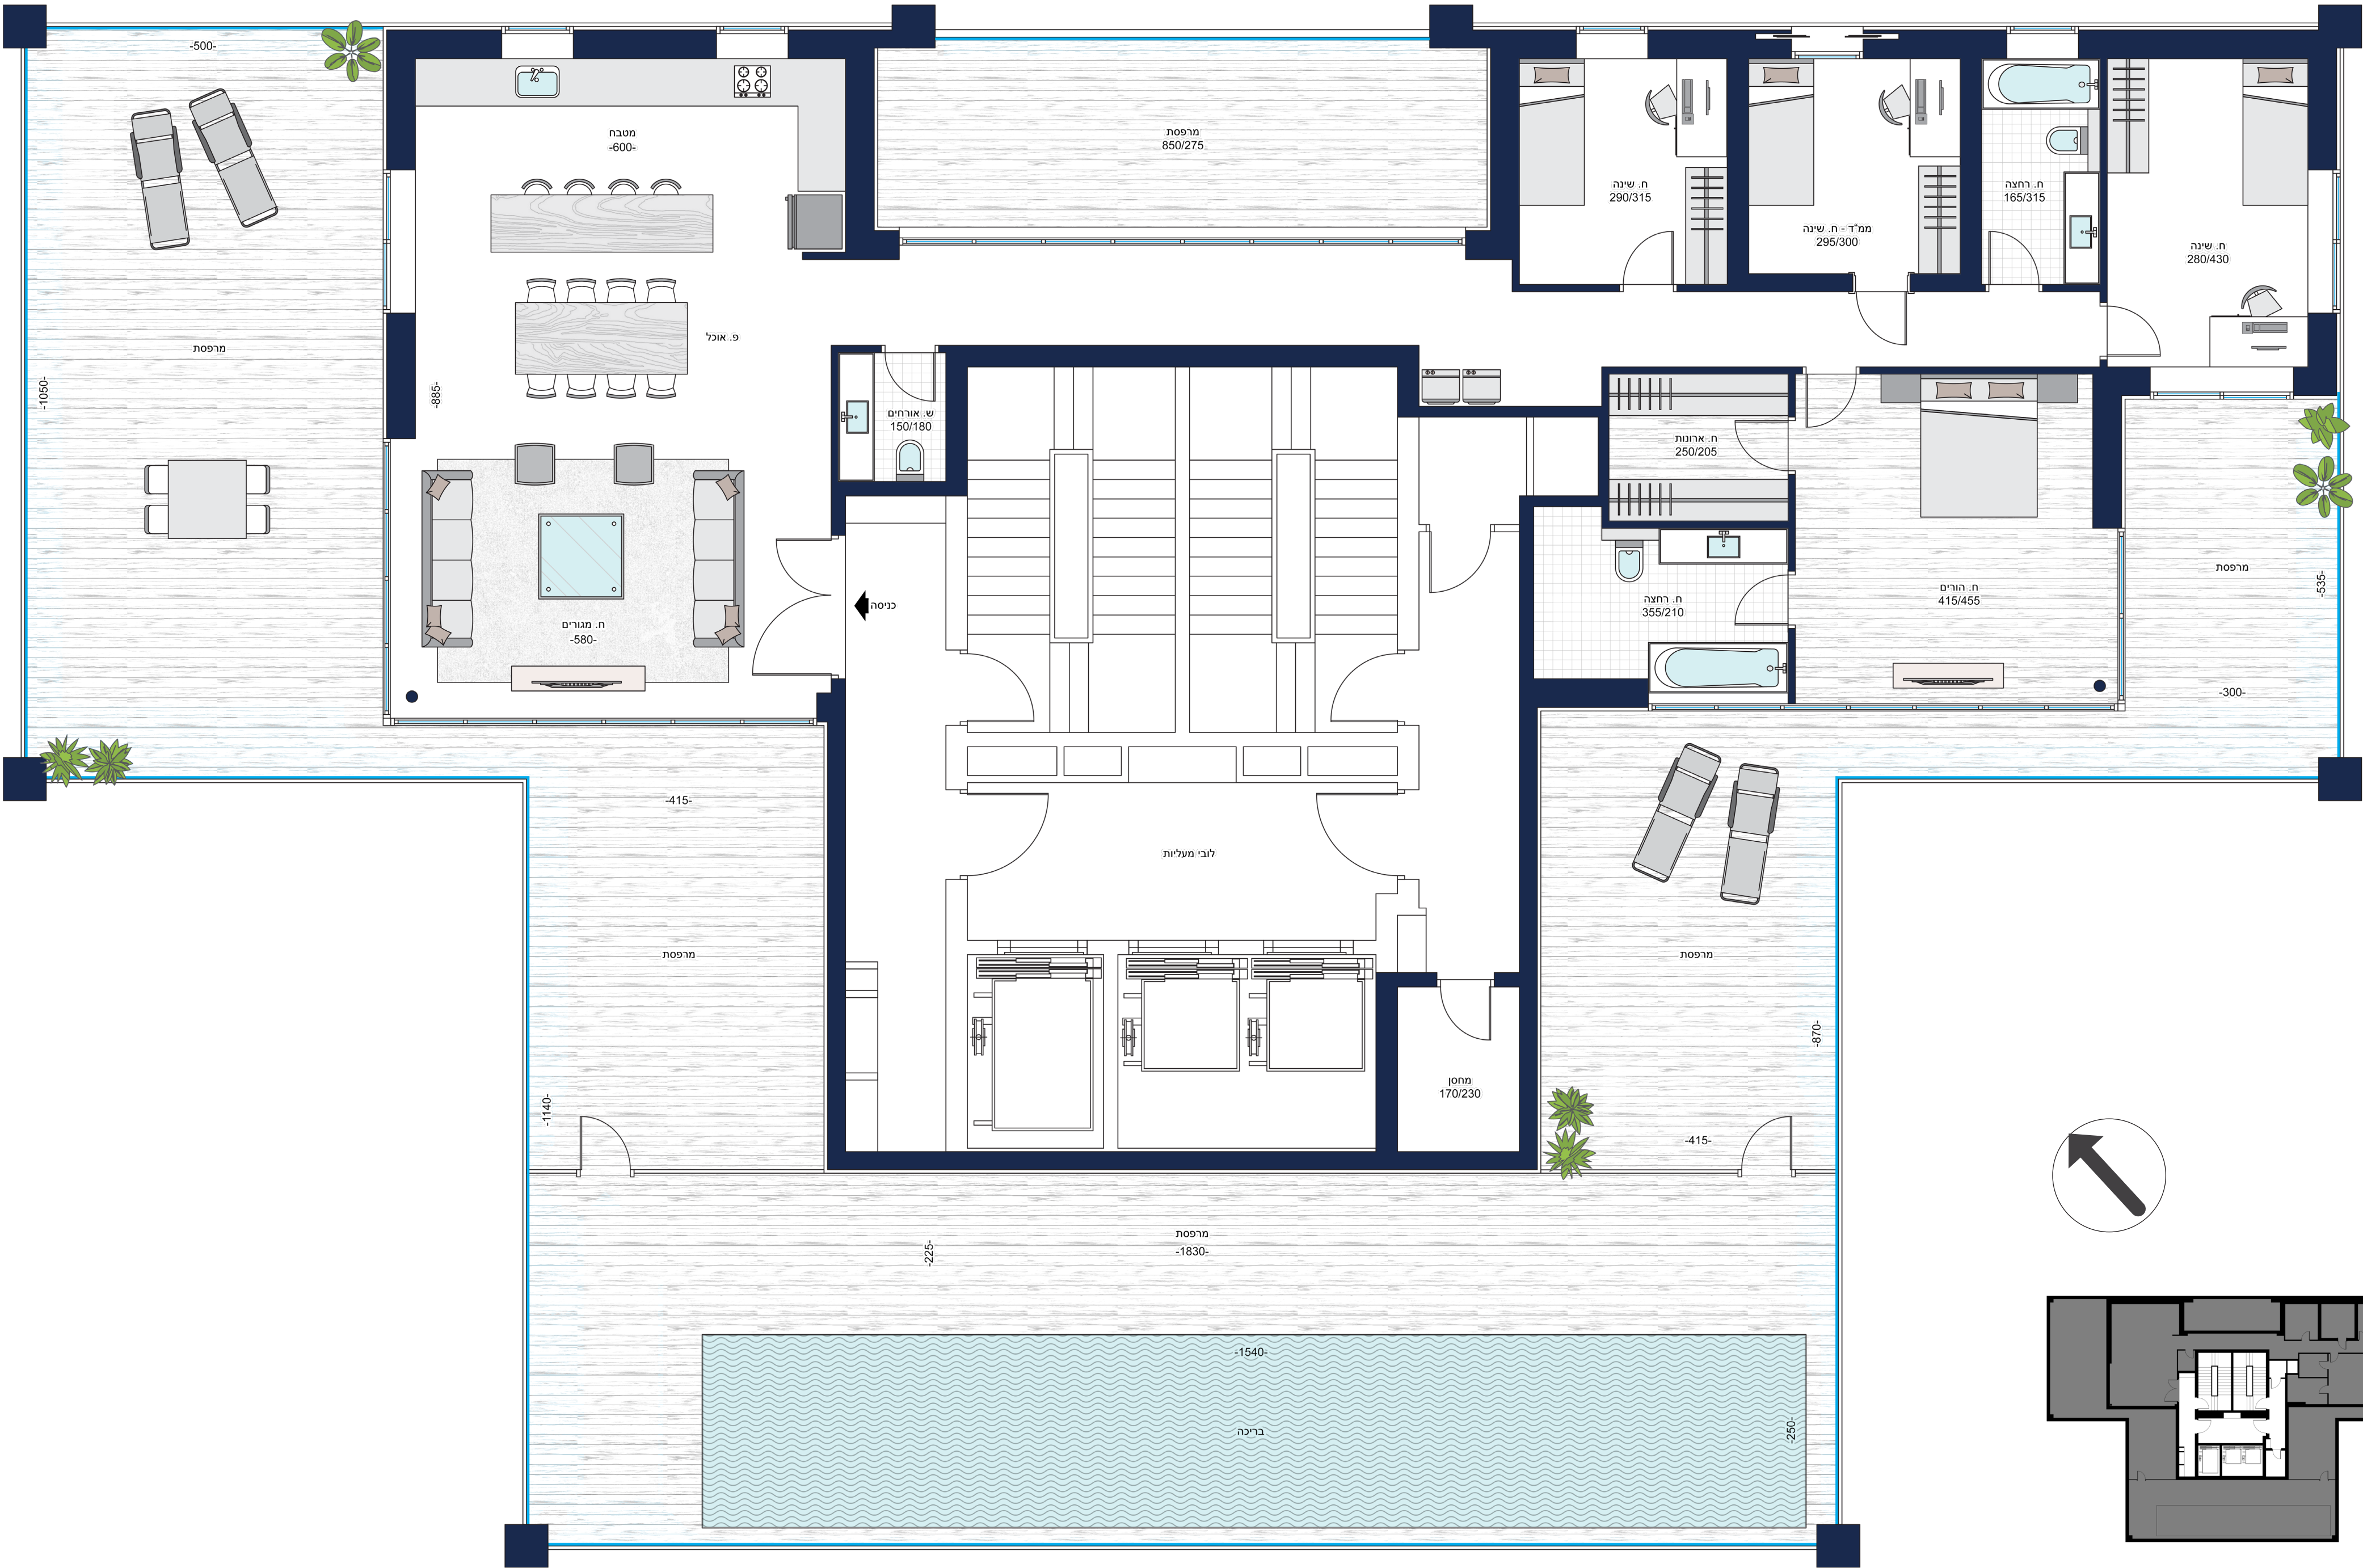 -500-
מטבח
-600-
מרפסת
850/275
ח. שינה
290/315
ממ"ד - ח. שינה
295/300
ח. רחצה
165/315
ח. שינה
280/430
מרפסת
-1050-
-885-
פ. אוכל
ש. אורחים
150/180
ח. ארונות
250/205
ח. מגורים
-580-
כניסה
ח. רחצה
355/210
ח. הורים
415/455
מרפסת
-535-
-300-
-415-
לובי מעליות
מרפסת
מרפסת
-870-
-1140-
מחסן
170/230
-415-
מרפסת
-1830-
-225-
-1540-
בריכה
-250-